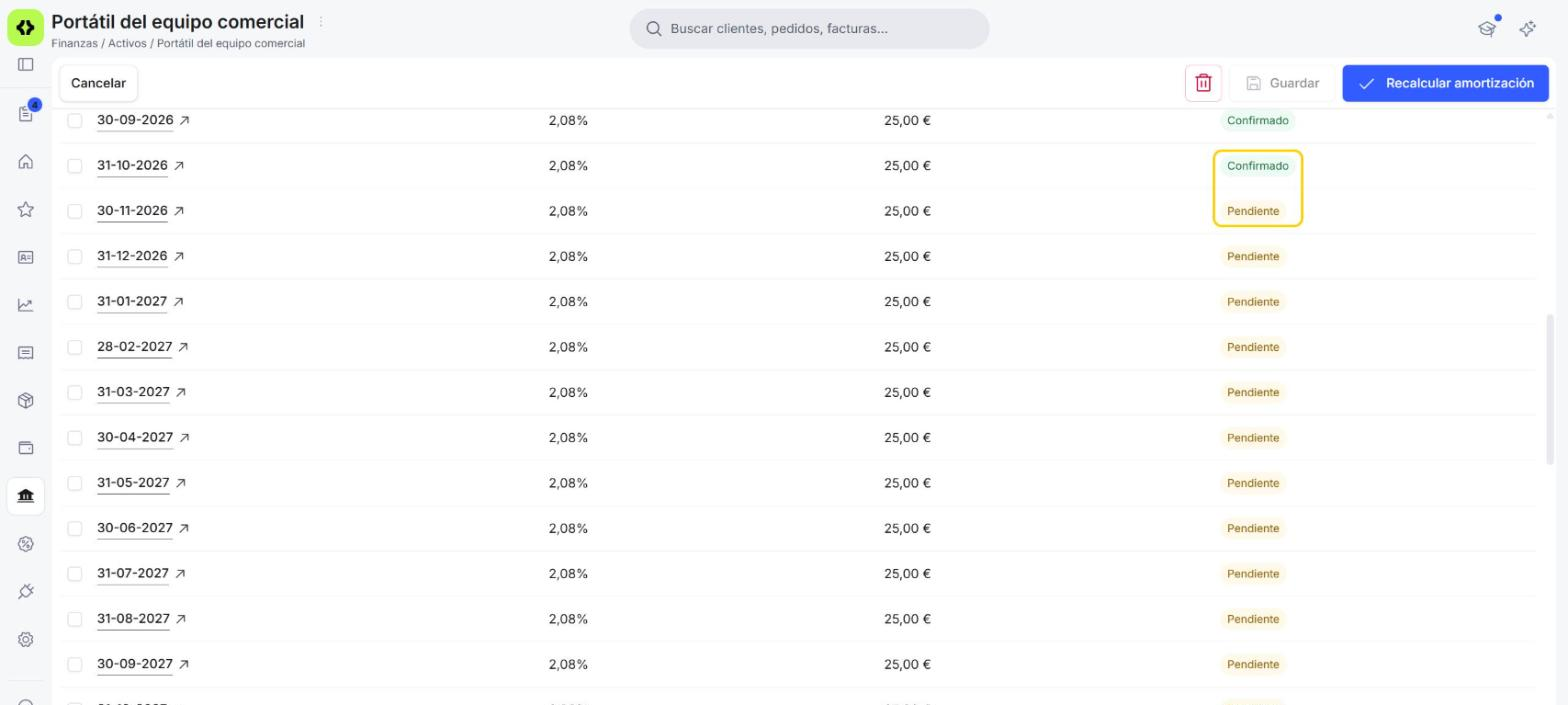 Portátil del equipo comercial
Finanzas / Activos / Portátil del equipo comercial
Buscar clientes, pedidos, facturas...
Cancelar
Guardar
Recalcular amortización
4
30-09-2026 2,08% 25,00 € Confirmado
31-10-2026 2,08% 25,00 € Confirmado
30-11-2026 2,08% 25,00 € Pendiente
31-12-2026 2,08% 25,00 € Pendiente
31-01-2027 2,08% 25,00 € Pendiente
28-02-2027 2,08% 25,00 € Pendiente
31-03-2027 2,08% 25,00 € Pendiente
30-04-2027 2,08% 25,00 € Pendiente
31-05-2027 2,08% 25,00 € Pendiente
30-06-2027 2,08% 25,00 € Pendiente
31-07-2027 2,08% 25,00 € Pendiente
31-08-2027 2,08% 25,00 € Pendiente
30-09-2027 2,08% 25,00 € Pendiente